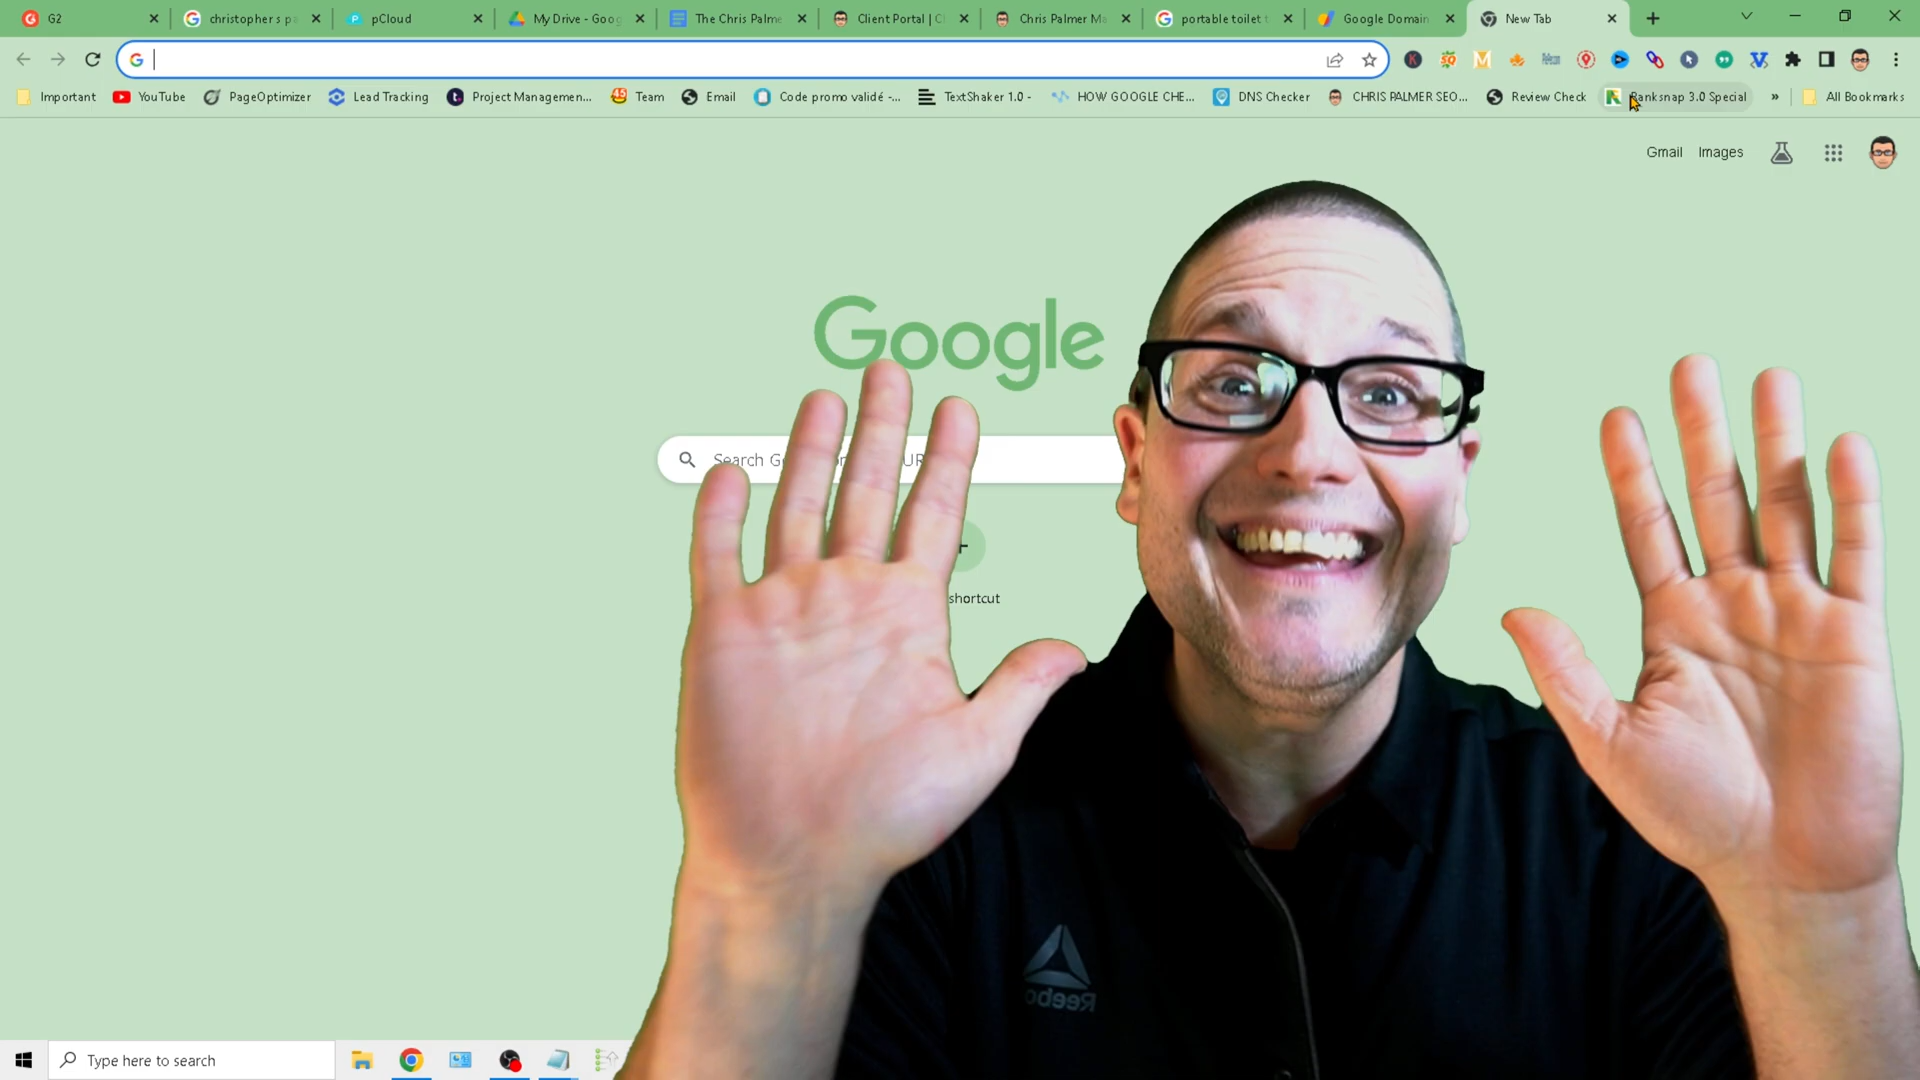 G2
christopher s p
pCloud
My Drive - Goog
The Chris Palme
Client Portal | C
Chris Palmer Ma
portable toilet
Google Domain
New Tab
Important
YouTube
PageOptimizer
Lead Tracking
Project Managemen...
Team
Email
Code promo validé -...
TextShaker 1.0 -
HOW GOOGLE CHE...
DNS Checker
CHRIS PALMER SEO...
Review Check
Ranksnap 3.0 Special
»
All Bookmarks
Gmail
Images
Google
Search G
UR
shortcut
Reebo
Type here to search